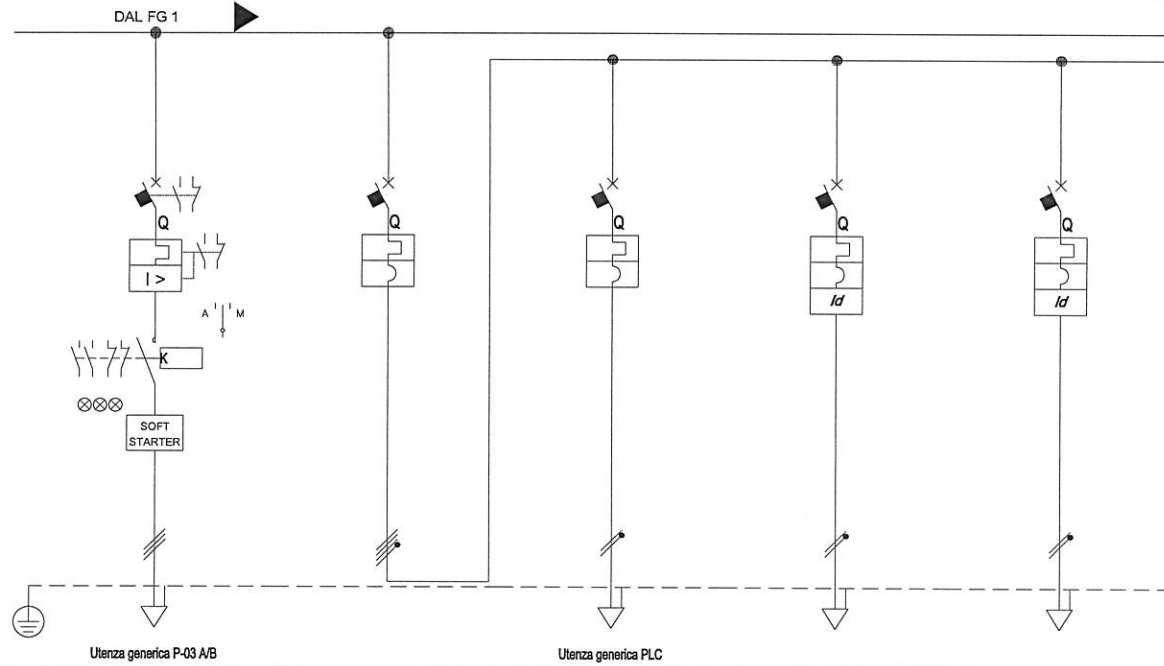 DAL FG 1
Q
Q
Q
Q
Q
I >
Id
Id
A M
K
SOFT
STARTER
Utenza generica P-03 A/B
Utenza generica PLC